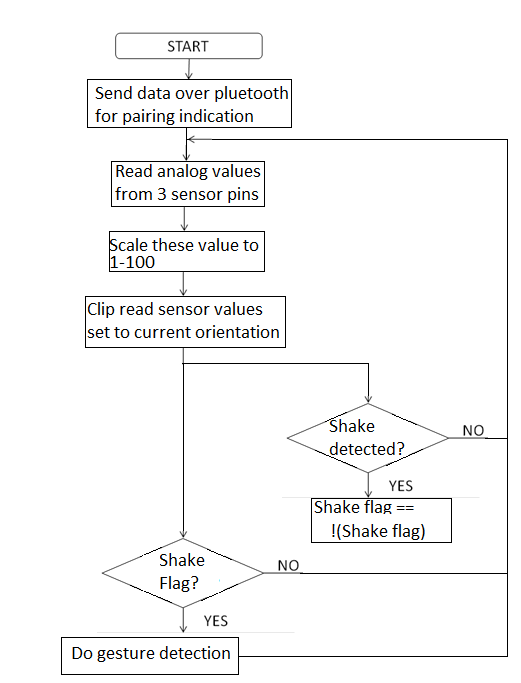 START
Send data over pluetooth
for pairing indication
Read analog values
from 3 sensor pins
Scale these value to
1-100
Clip read sensor values
set to current orientation
Shake
detected?
NO
YES
Shake flag ==
!(Shake flag)
Shake
Flag?
NO
YES
Do gesture detection